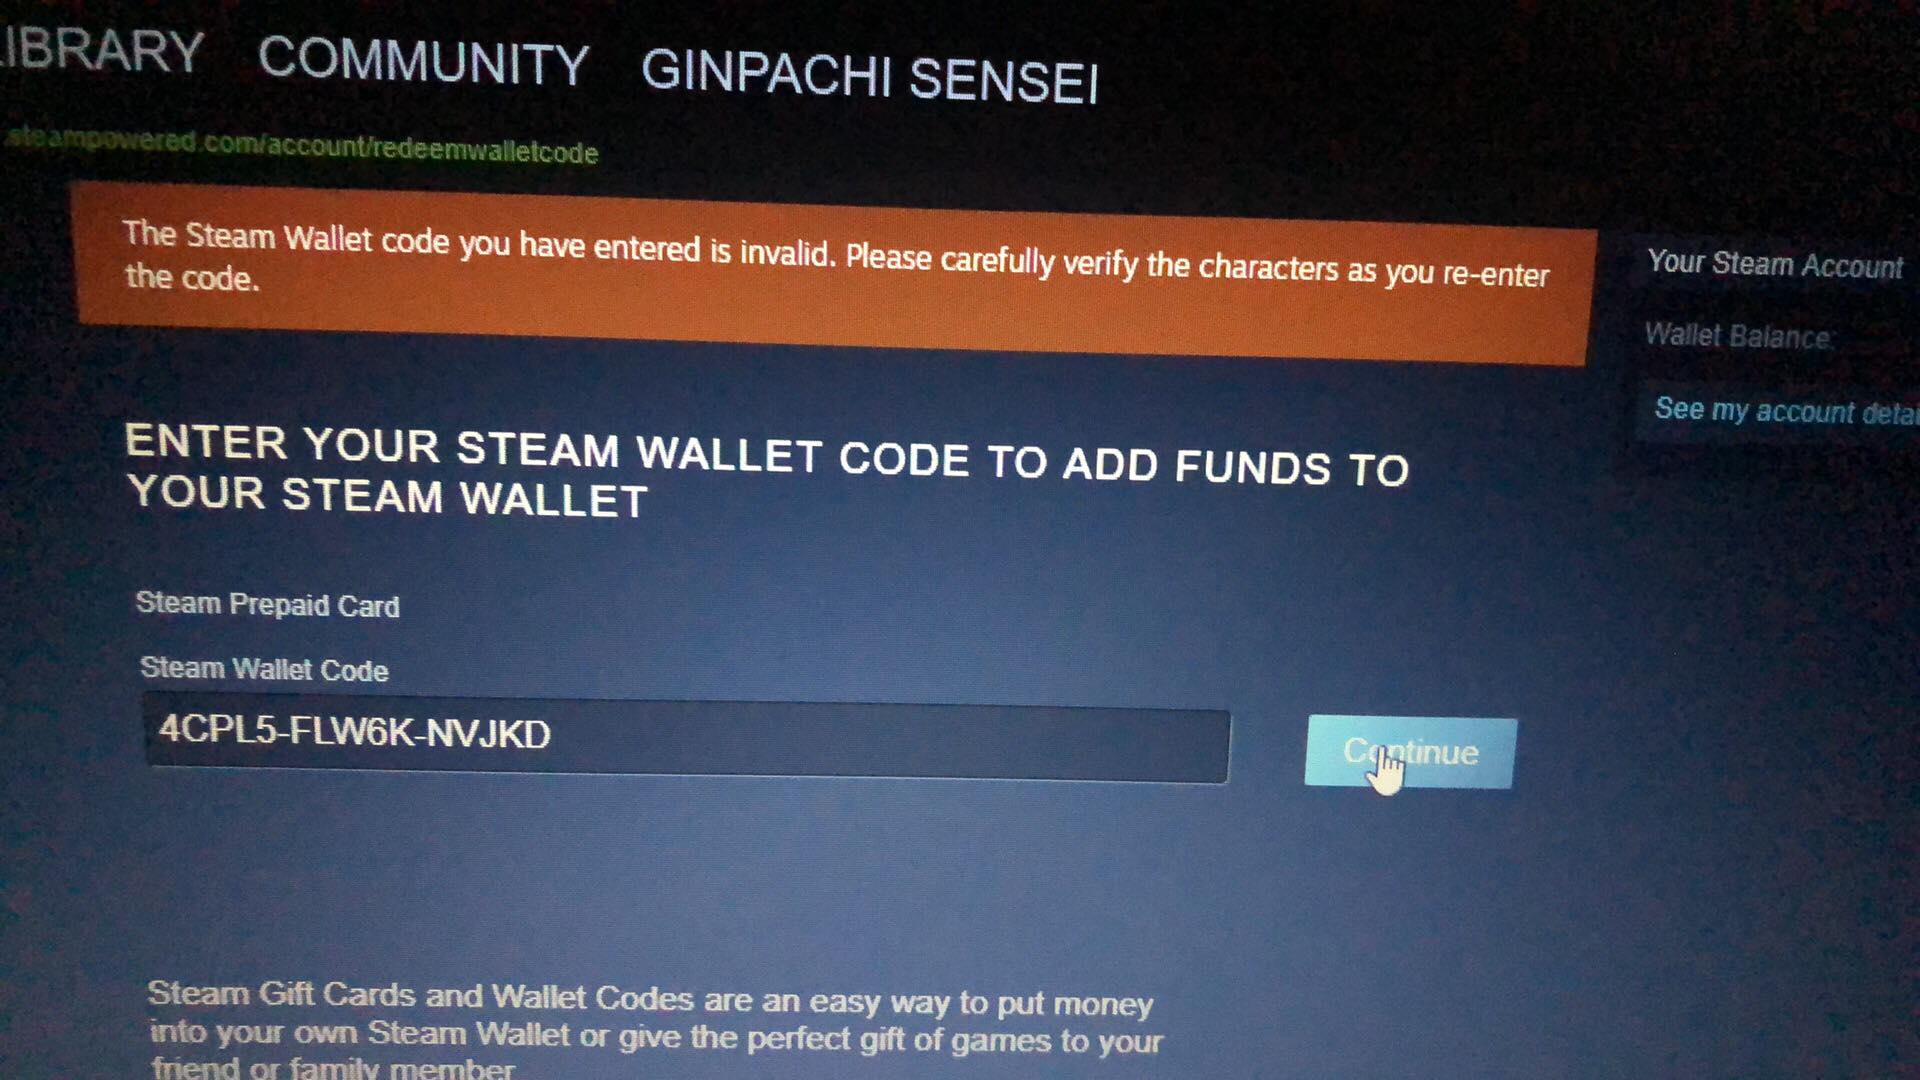 LIBRARY COMMUNITY GINPACHI SENSEI
steampowered.com/account/redeemwalletcode
The Steam Wallet code you have entered is invalid. Please carefully verify the characters as you re-enter
the code.
Your Steam Account
Wallet Balance:
See my account detai
ENTER YOUR STEAM WALLET CODE TO ADD FUNDS TO
YOUR STEAM WALLET
Steam Prepaid Card
Steam Wallet Code
4CPL5-FLW6K-NVJKD
Continue
Steam Gift Cards and Wallet Codes are an easy way to put money
into your own Steam Wallet or give the perfect gift of games to your
friend or family member